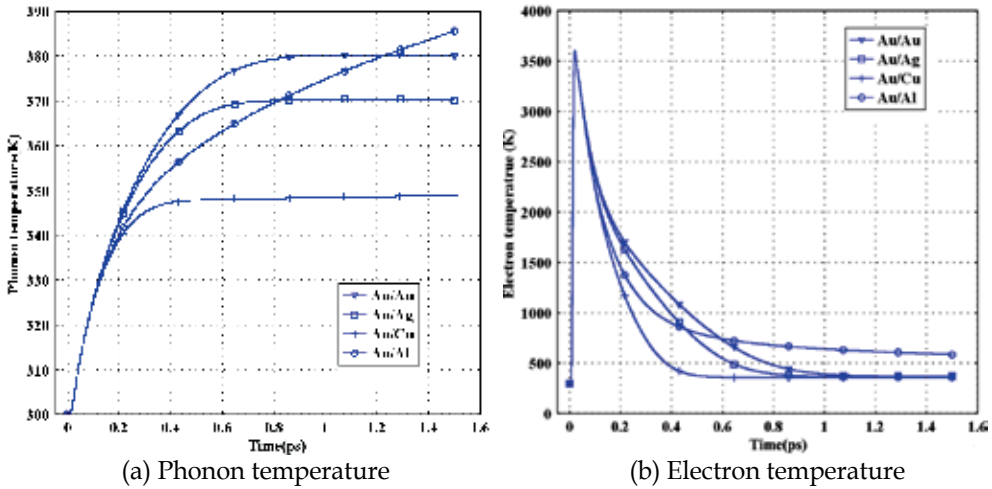 390
380
370
360
350
340
330
320
310
300
0
0.2
0.4
0.6
0.8
1
1.2
1.4
1.6
Phonon temperature(K)
Time(ps)
Au/Au
Au/Ag
Au/Cu
Au/Al
(a) Phonon temperature
4000
3500
3000
2500
2000
1500
1000
500
0
0
0.2
0.4
0.6
0.8
1
1.2
1.4
1.6
Electron temperatrue (K)
Time(ps)
Au/Au
Au/Ag
Au/Cu
Au/Al
(b) Electron temperature